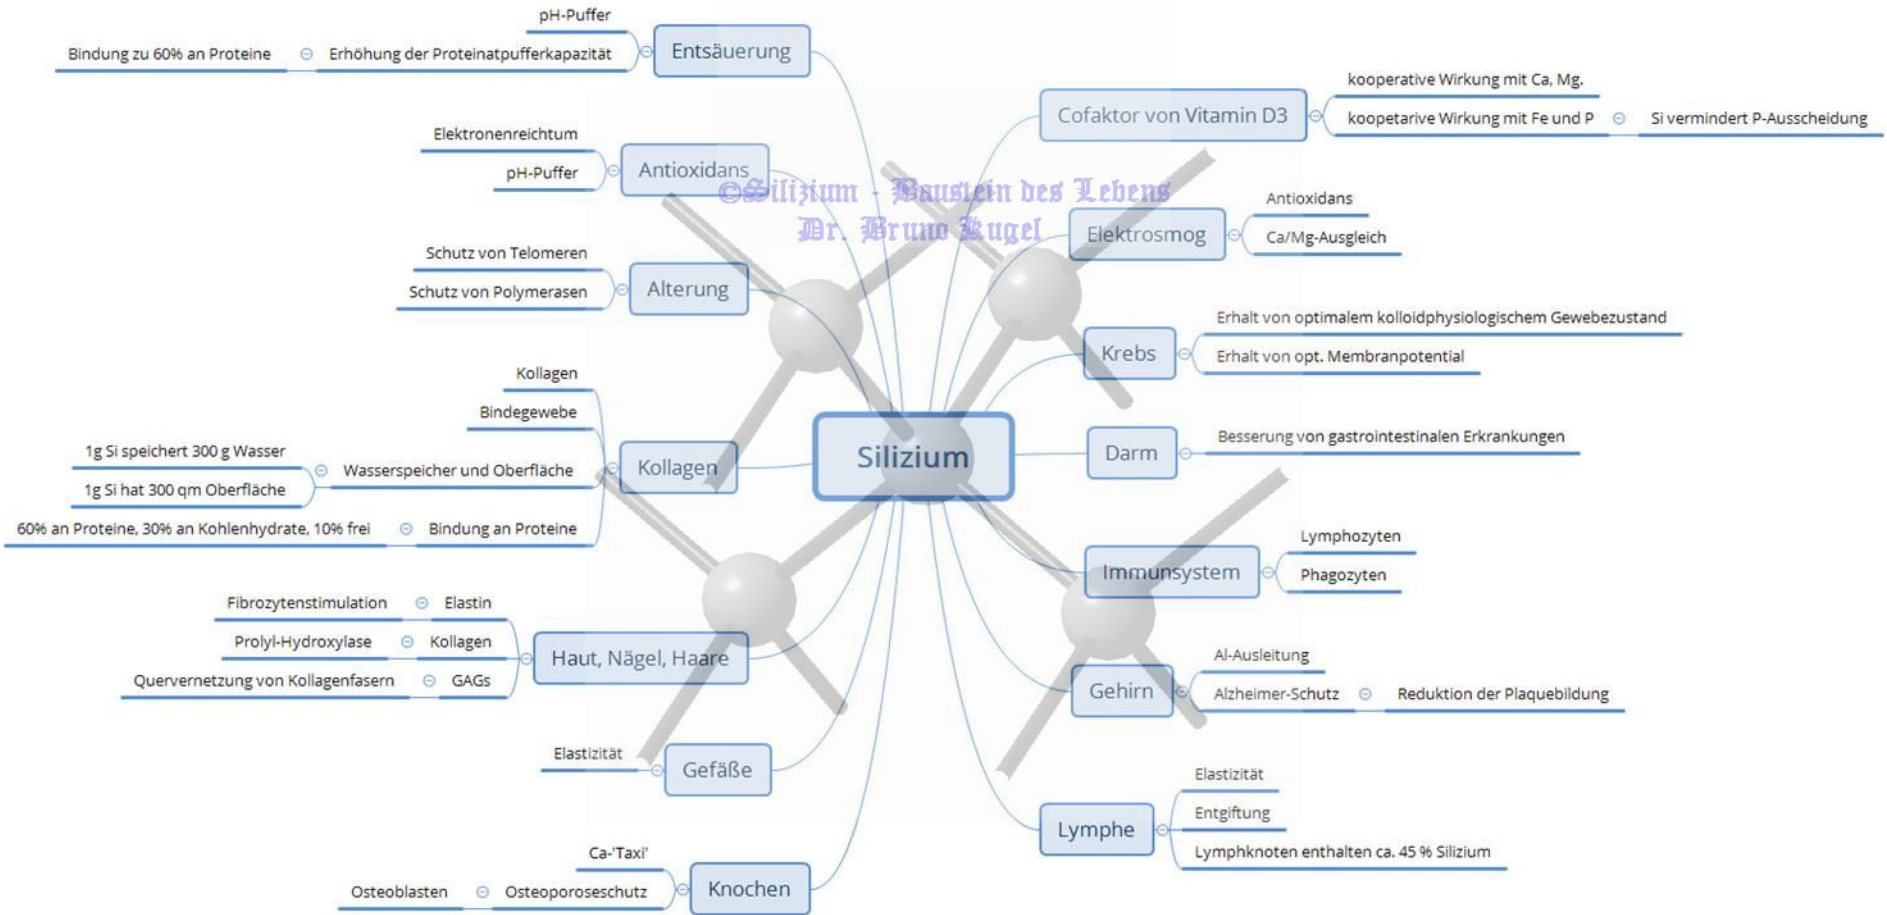 pH-Puffer
Bindung zu 60% an Proteine
Erhöhung der Proteinatpufferkapazität
Entsäuerung
Elektronenreichtum
pH-Puffer
Antioxidans
Schutz von Telomeren
Schutz von Polymerasen
Alterung
Kollagen
Bindegewebe
1g Si speichert 300 g Wasser
1g Si hat 300 qm Oberfläche
Wasserspeicher und Oberfläche
60% an Proteine, 30% an Kohlenhydrate, 10% frei
Bindung an Proteine
Kollagen
Fibrozytenstimulation
Elastin
Prolyl-Hydroxylase
Kollagen
Quervernetzung von Kollagenfasern
GAGs
Haut, Nägel, Haare
Elastizität
Gefäße
Ca-'Taxi'
Osteoblasten
Osteoporoseschutz
Knochen
©Silizium - Baustein des Lebens
Dr. Bruno Kugel
Silizium
Cofaktor von Vitamin D3
kooperative Wirkung mit Ca, Mg.
koopetarive Wirkung mit Fe und P
Si vermindert P-Ausscheidung
Elektrosmog
Antioxidans
Ca/Mg-Ausgleich
Krebs
Erhalt von optimalem kolloidphysiologischem Gewebezustand
Erhalt von opt. Membranpotential
Darm
Besserung von gastrointestinalen Erkrankungen
Immunsystem
Lymphozyten
Phagozyten
Gehirn
Al-Ausleitung
Alzheimer-Schutz
Reduktion der Plaquebildung
Lymphe
Elastizität
Entgiftung
Lymphknoten enthalten ca. 45 % Silizium